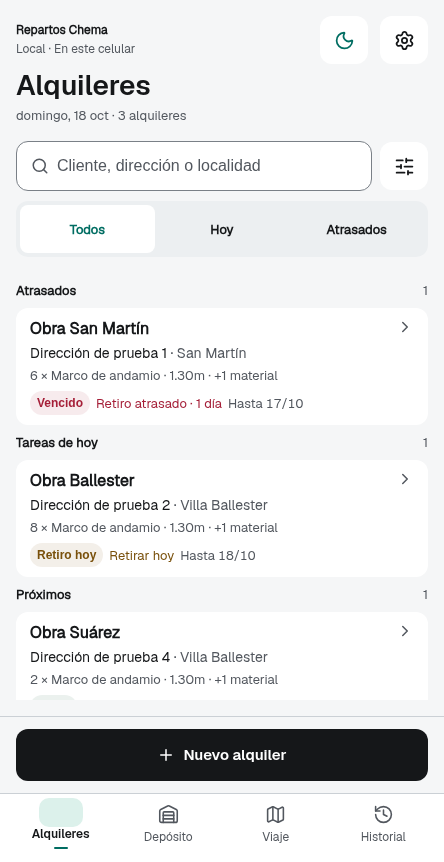 Repartos Chema
Local · En este celular
Alquileres
domingo, 18 oct · 3 alquileres
Cliente, dirección o localidad
Todos
Hoy
Atrasados
Atrasados 1
Obra San Martín
Dirección de prueba 1 · San Martín
6 × Marco de andamio · 1.30m · +1 material
Vencido Retiro atrasado · 1 día Hasta 17/10
Tareas de hoy 1
Obra Ballester
Dirección de prueba 2 · Villa Ballester
8 × Marco de andamio · 1.30m · +1 material
Retiro hoy Retirar hoy Hasta 18/10
Próximos 1
Obra Suárez
Dirección de prueba 4 · Villa Ballester
2 × Marco de andamio · 1.30m · +1 material
Nuevo alquiler
Alquileres
Depósito
Viaje
Historial